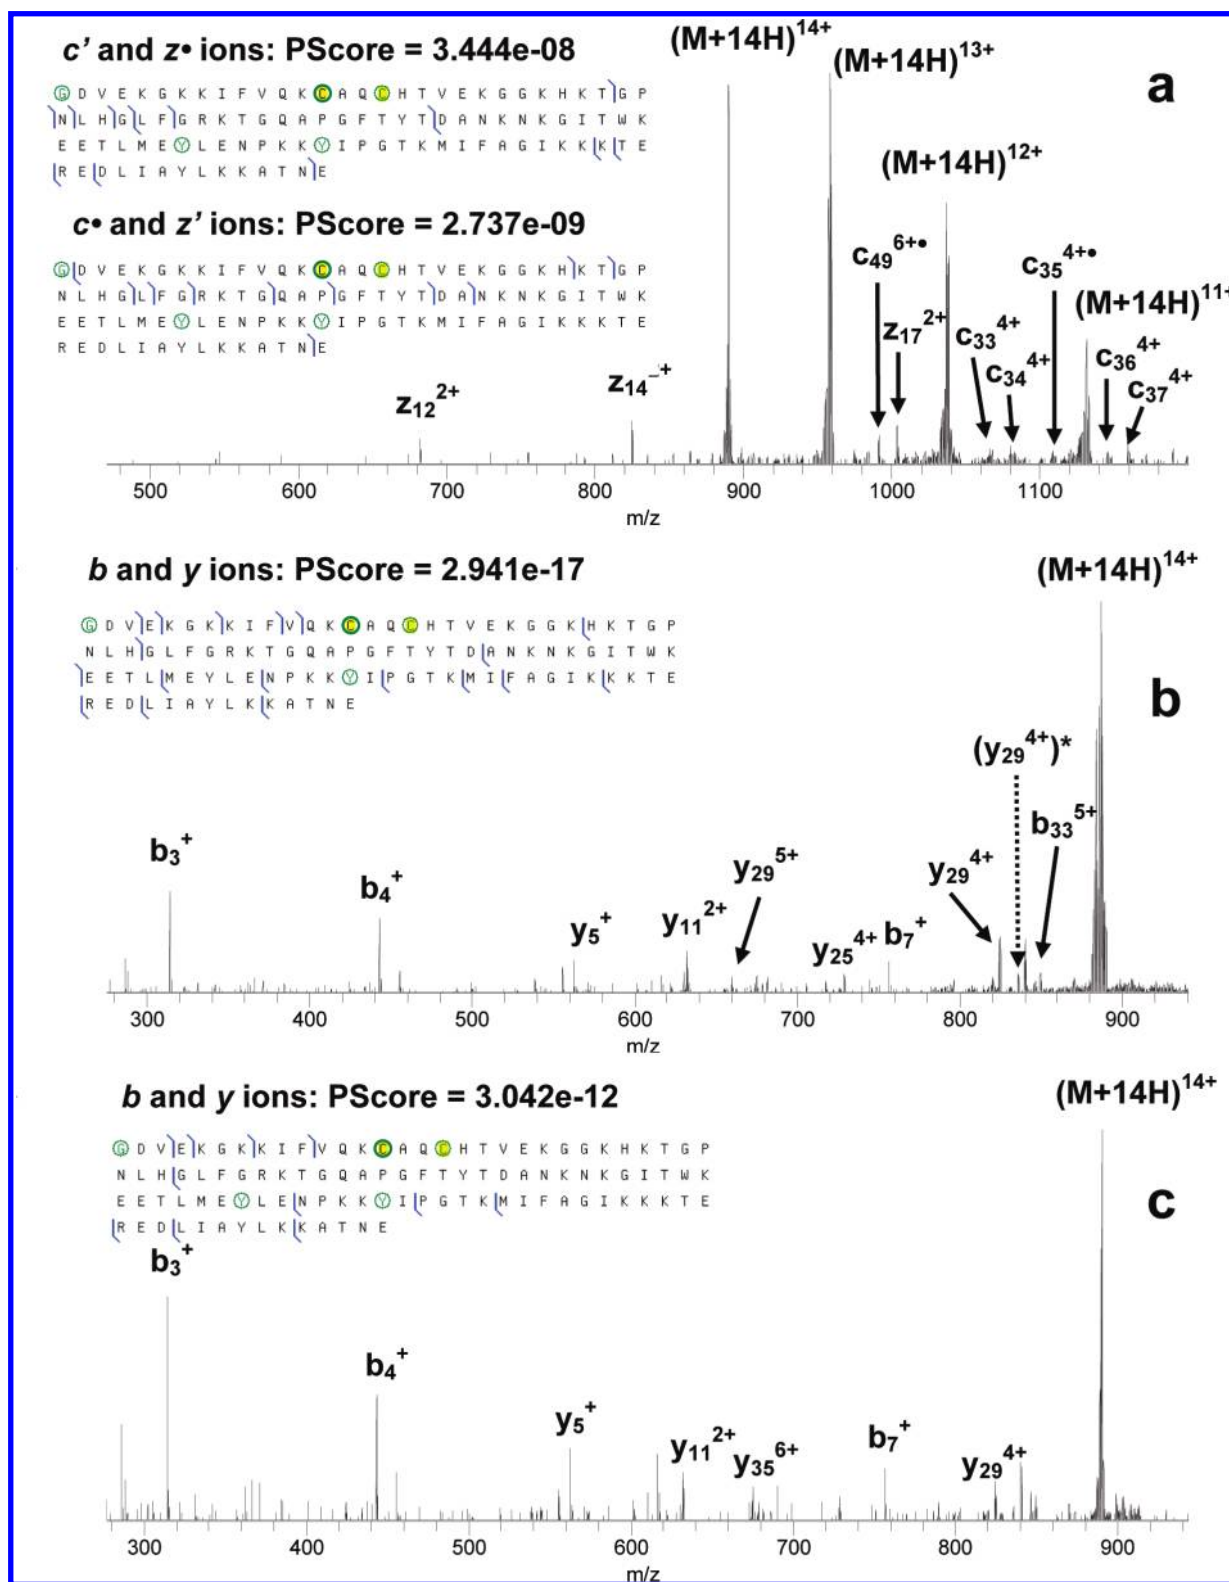 c' and z• ions: PScore = 3.444e-08
G D V E K G K K I F V Q K C A Q C H T V E K G G K H K T G P
N L H G L F G R K T G Q A P G F T Y T D A N K N K G I T W K
E E T L M E Y L E N P K K Y I P G T K M I F A G I K K K T E
R E D L I A Y L K K A T N E
c• and z' ions: PScore = 2.737e-09
G D V E K G K K I F V Q K C A Q C H T V E K G G K H K T G P
N L H G L F G R K T G Q A P G F T Y T D A N K N K G I T W K
E E T L M E Y L E N P K K Y I P G T K M I F A G I K K K T E
R E D L I A Y L K K A T N E
(M+14H)14+
(M+14H)13+
a
(M+14H)12+
c49 6+•
c35 4+•
z17 2+
(M+14H)11+
c33 4+
c34 4+
c36 4+
c37 4+
z12 2+
z14 –+
500 600 700 800 900 1000 1100
m/z
b and y ions: PScore = 2.941e-17
(M+14H)14+
G D V E K G K K I F V Q K C A Q C H T V E K G G K H K T G P
N L H G L F G R K T G Q A P G F T Y T D A N K N K G I T W K
E E T L M E Y L E N P K K Y I P G T K M I F A G I K K K T E
R E D L I A Y L K K A T N E
b
(y29 4+)*
b33 5+
b3+
b4+
y29 5+
y29 4+
y5+
y11 2+
y25 4+
b7+
300 400 500 600 700 800 900
m/z
b and y ions: PScore = 3.042e-12
(M+14H)14+
G D V E K G K K I F V Q K C A Q C H T V E K G G K H K T G P
N L H G L F G R K T G Q A P G F T Y T D A N K N K G I T W K
E E T L M E Y L E N P K K Y I P G T K M I F A G I K K K T E
R E D L I A Y L K K A T N E
c
b3+
b4+
y5+
y11 2+
y35 6+
b7+
y29 4+
300 400 500 600 700 800 900
m/z